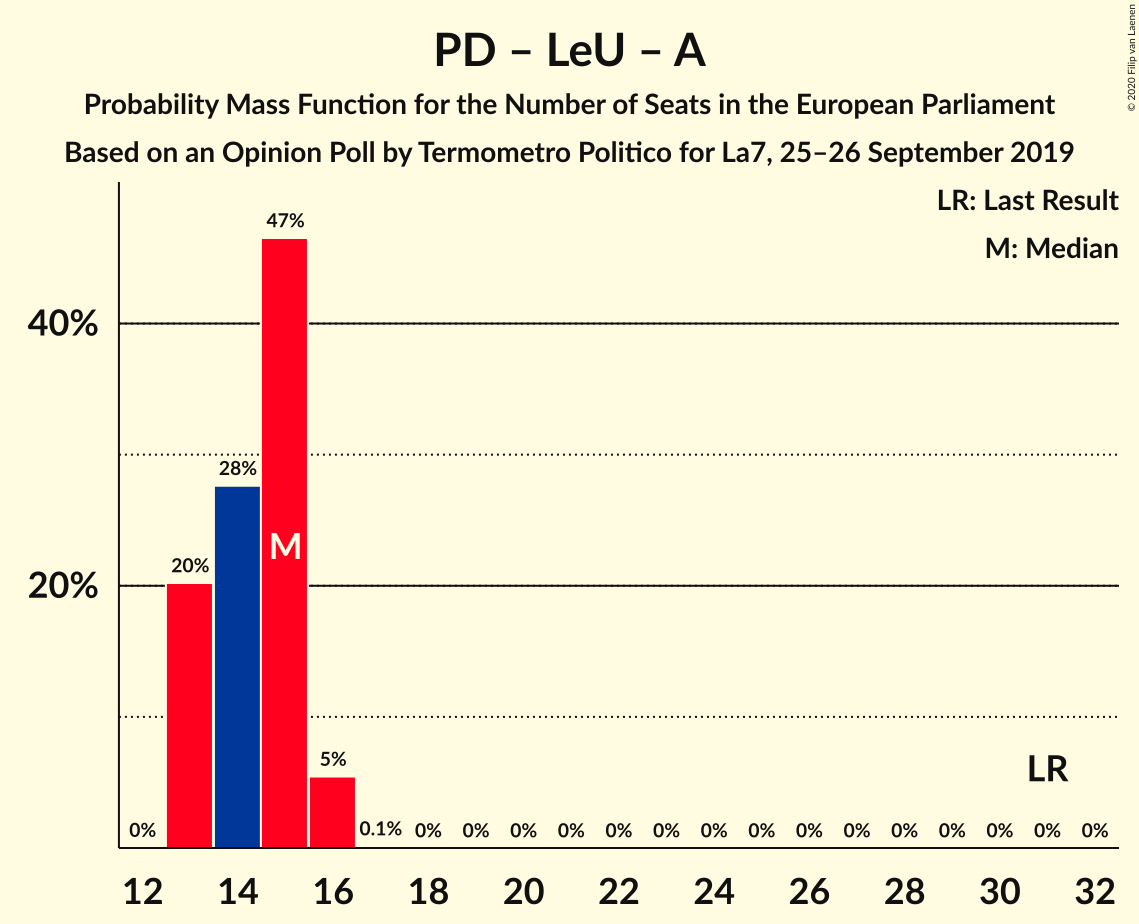 PD – LeU – A
Probability Mass Function for the Number of Seats in the European Parliament
Based on an Opinion Poll by Termometro Politico for La7, 25–26 September 2019
© 2020 Filip van Laenen
LR: Last Result
M: Median
47%
40%
28%
M
20%
20%
5%
LR
0% 0.1% 0% 0% 0% 0% 0% 0% 0% 0% 0% 0% 0% 0% 0% 0% 0%
12 14 16 18 20 22 24 26 28 30 32